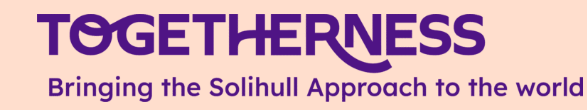 TOGETHERNESS
Bringing the Solihull Approach to the world